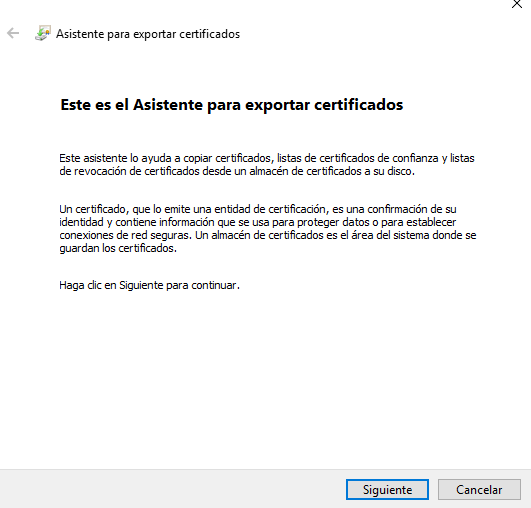 Asistente para exportar certificados
Este es el Asistente para exportar certificados
Este asistente lo ayuda a copiar certificados, listas de certificados de confianza y listas
de revocación de certificados desde un almacén de certificados a su disco.
Un certificado, que lo emite una entidad de certificación, es una confirmación de su
identidad y contiene información que se usa para proteger datos o para establecer
conexiones de red seguras. Un almacén de certificados es el área del sistema donde se
guardan los certificados.
Haga clic en Siguiente para continuar.
Siguiente
Cancelar